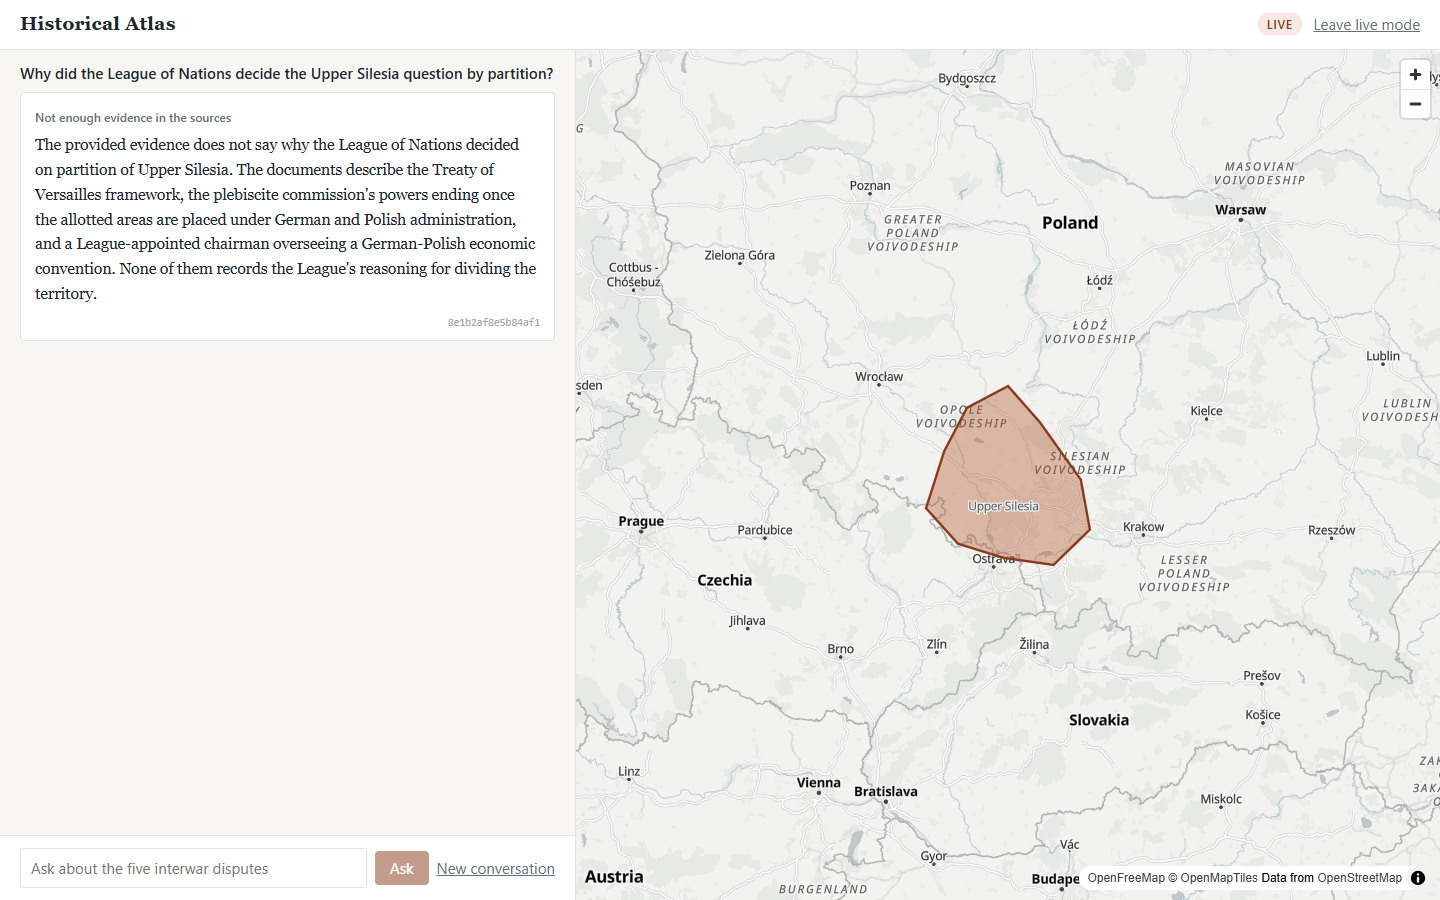 Historical Atlas
LIVE
Leave live mode
Why did the League of Nations decide the Upper Silesia question by partition?
Not enough evidence in the sources
The provided evidence does not say why the League of Nations decided
on partition of Upper Silesia. The documents describe the Treaty of
Versailles framework, the plebiscite commission's powers ending once
the allotted areas are placed under German and Polish administration,
and a League-appointed chairman overseeing a German-Polish economic
convention. None of them records the League's reasoning for dividing the
territory.
8e1b2af8e5b84af1
Ask about the five interwar disputes
Ask
New conversation
+
−
Bydgoszcz
G
MASOVIAN
VOIVODESHIP
Poznan
Warsaw
GREATER
POLAND
VOIVODESHIP
Poland
Zielona Góra
Cottbus -
Chóśebuz
Łódź
ŁÓDŹ
VOIVODESHIP
Lublin
Wrocław
sden
OPOLE
VOIVODESHIP
Kielce
LUBLIN
VOIVODESH
SILESIAN
VOIVODESHIP
Upper Silesia
Prague
Pardubice
Krakow
Rzeszów
Ostrava
LESSER
POLAND
VOIVODESHIP
Czechia
Jihlava
Brno
Zlín
Žilina
Prešov
Košice
Slovakia
Linz
Vienna
Bratislava
Miskolc
Vác
Gyor
Austria
BURGENLAND
Budape
OpenFreeMap © OpenMapTiles Data from OpenStreetMap